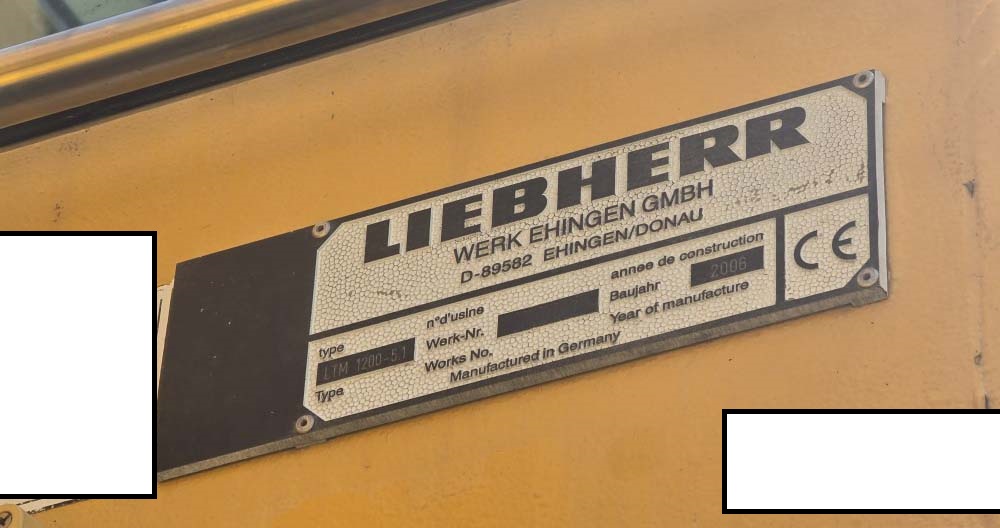 LIEBHERR
WERK EHINGEN GMBH
D-89582 EHINGEN/DONAU
CE
type
LTM 1200-5.1
Type
n°d'usine
Werk-Nr.
Works No.
annee de construction
Baujahr 2006
Year of manufacture
Manufactured in Germany